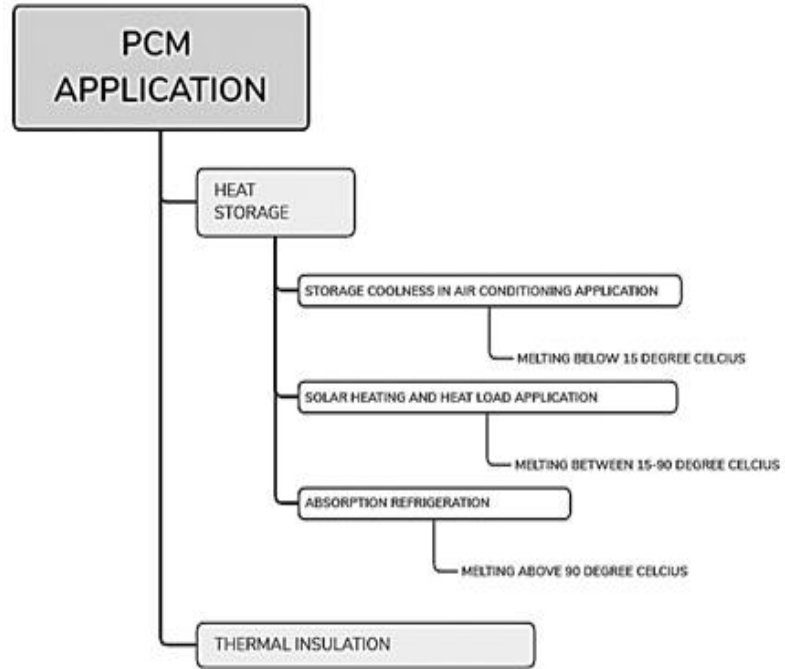 PCM
APPLICATION
HEAT
STORAGE
STORAGE COOLNESS IN AIR CONDITIONING APPLICATION
MELTING BELOW 15 DEGREE CELCIUS
SOLAR HEATING AND HEAT LOAD APPLICATION
MELTING BETWEEN 15-90 DEGREE CELCIUS
ABSORPTION REFRIGERATION
MELTING ABOVE 90 DEGREE CELCIUS
THERMAL INSULATION